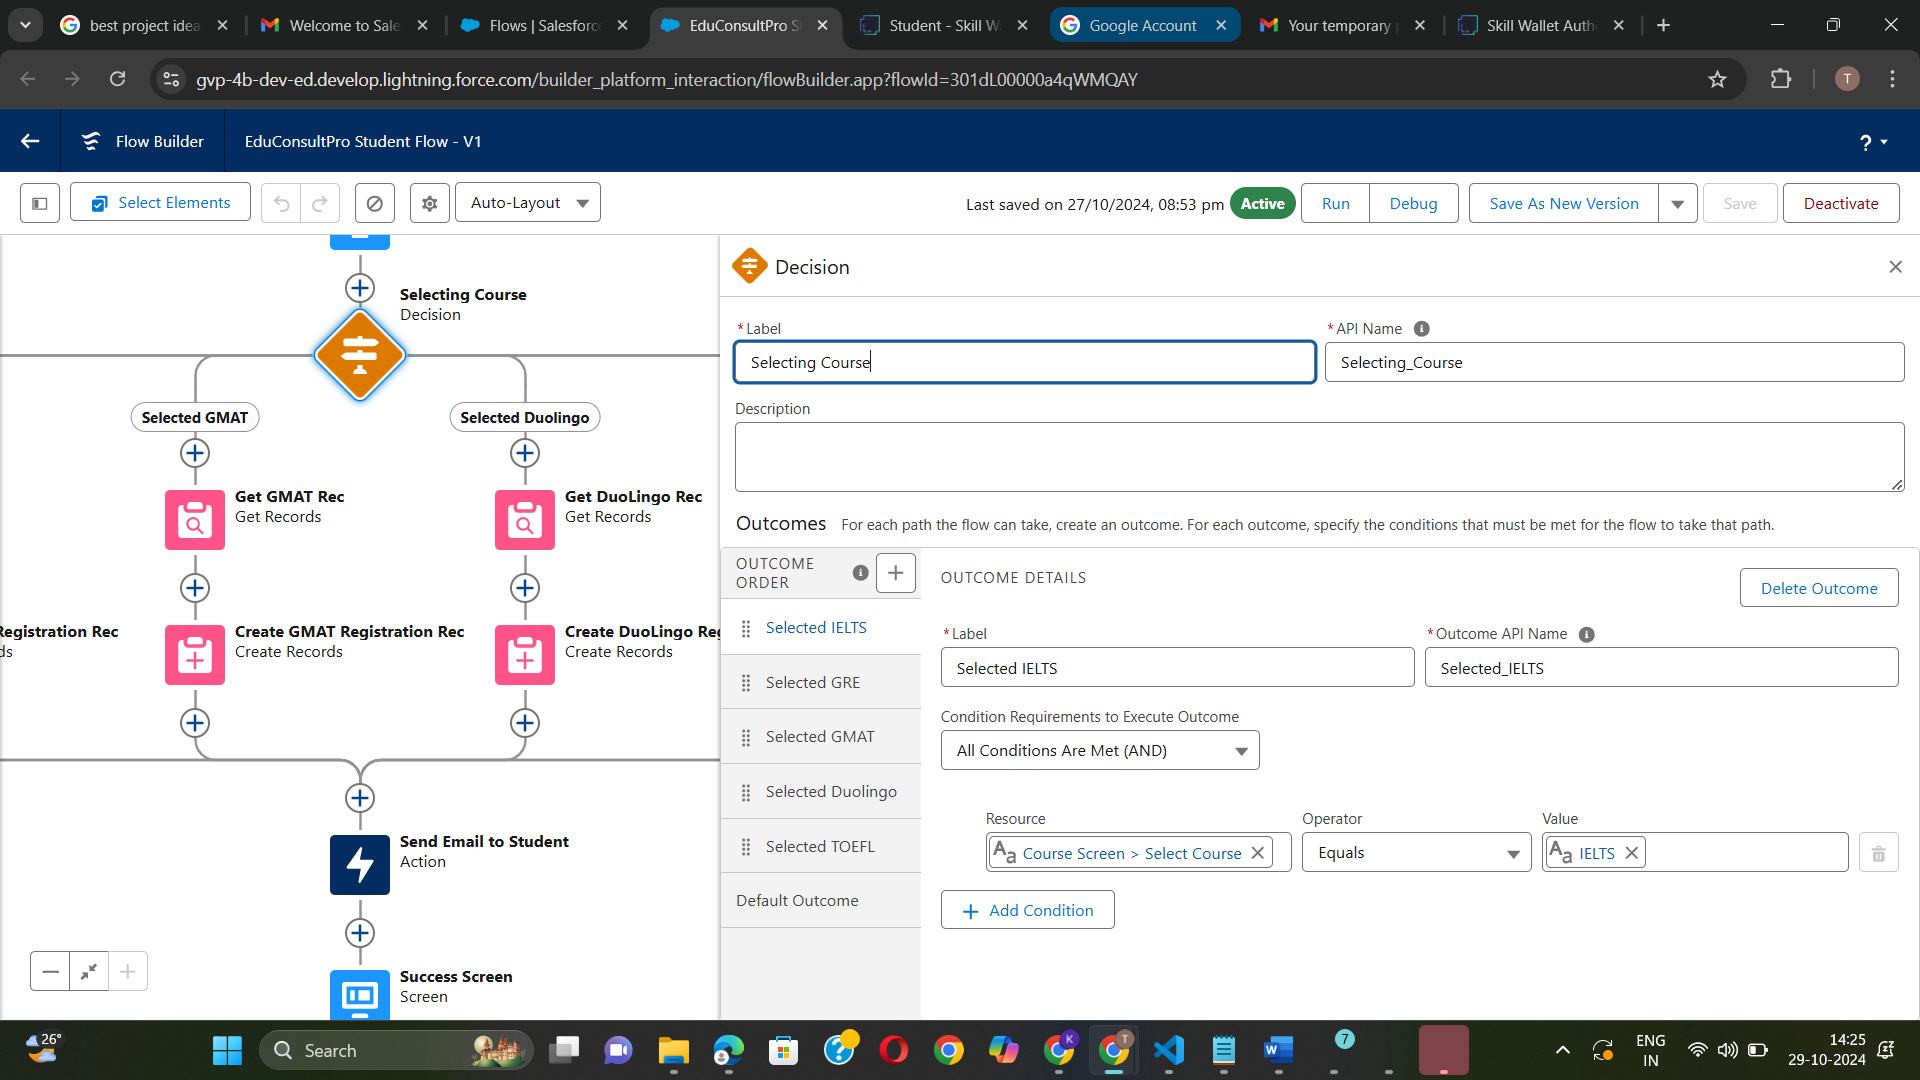 best project idea
Welcome to Sale
Flows | Salesforc
EduConsultPro S
Student - Skill W
Google Account
Your temporary
Skill Wallet Auth
gvp-4b-dev-ed.develop.lightning.force.com/builder_platform_interaction/flowBuilder.app?flowId=301dL00000a4qWMQAY
T
Flow Builder
EduConsultPro Student Flow - V1
?
Select Elements
Auto-Layout
Last saved on 27/10/2024, 08:53 pm
Active
Run
Debug
Save As New Version
Save
Deactivate
Selecting Course
Decision
Selected GMAT
Selected Duolingo
Get GMAT Rec
Get Records
Get DuoLingo Rec
Get Records
Registration Rec
ds
Create GMAT Registration Rec
Create Records
Create DuoLingo Reg
Create Records
Send Email to Student
Action
Success Screen
Screen
Decision
* Label
Selecting Course
* API Name
Selecting_Course
Description
Outcomes For each path the flow can take, create an outcome. For each outcome, specify the conditions that must be met for the flow to take that path.
OUTCOME
ORDER
Selected IELTS
Selected GRE
Selected GMAT
Selected Duolingo
Selected TOEFL
Default Outcome
OUTCOME DETAILS
Delete Outcome
* Label
Selected IELTS
* Outcome API Name
Selected_IELTS
Condition Requirements to Execute Outcome
All Conditions Are Met (AND)
Resource
Aa Course Screen > Select Course
Operator
Equals
Value
Aa IELTS
Add Condition
26°
Search
K
T
7
ENG
IN
14:25
29-10-2024